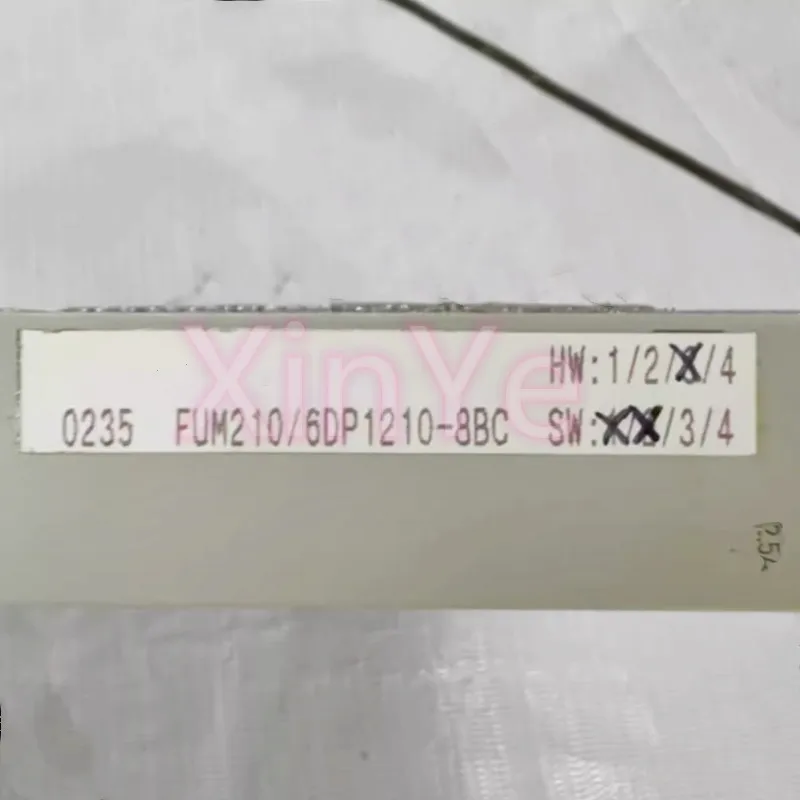 XinYe
HW:1/2/3/4
0235 FUM210/6DP1210-8BC SW:1/2/3/4